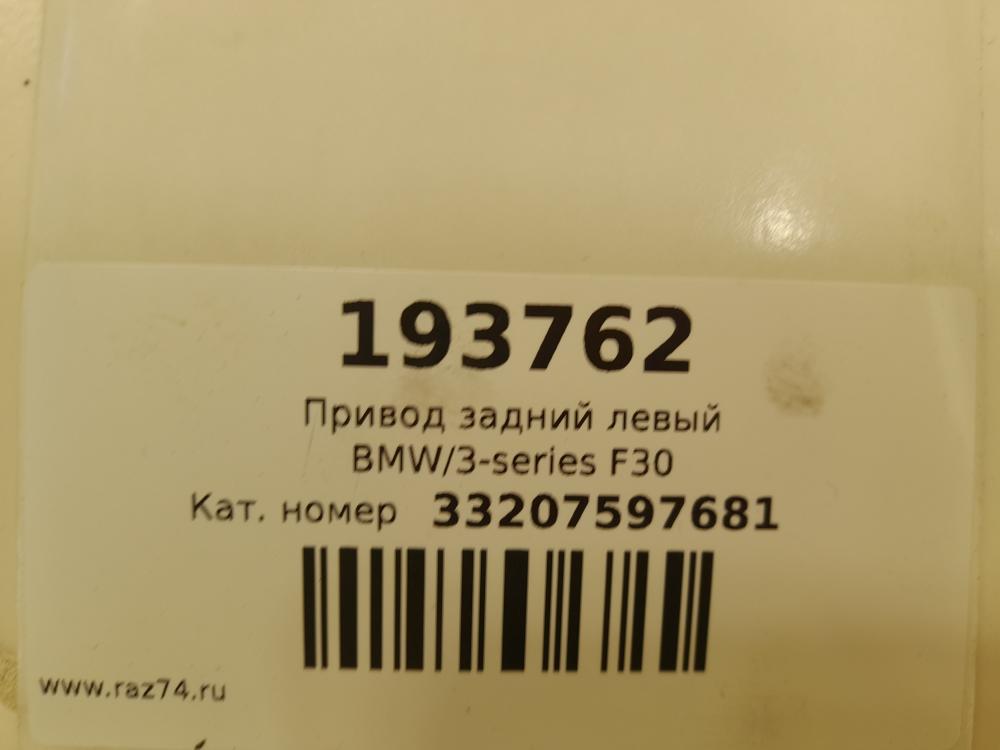 193762
Привод задний левый
BMW/3-series F30
Кат. номер 33207597681
www.raz74.ru